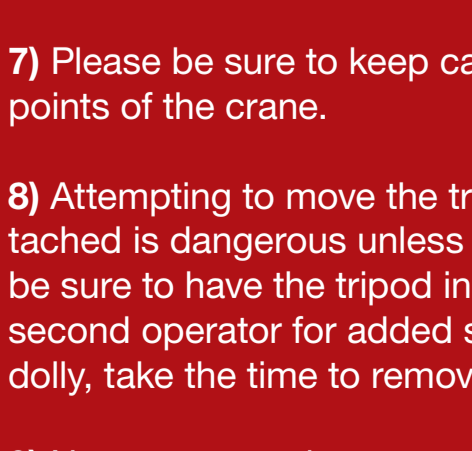 7) Please be sure to keep ca
points of the crane.
8) Attempting to move the tr
tached is dangerous unless
be sure to have the tripod in
second operator for added s
dolly, take the time to remov